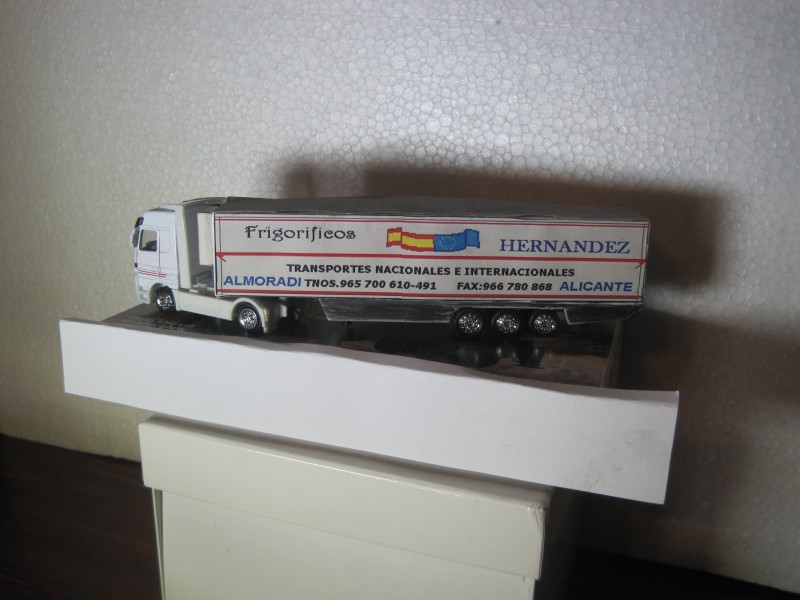 Frigorificos
HERNANDEZ
TRANSPORTES NACIONALES E INTERNACIONALES
ALMORADI TNOS.965 700 610-491 FAX:966 780 868 ALICANTE